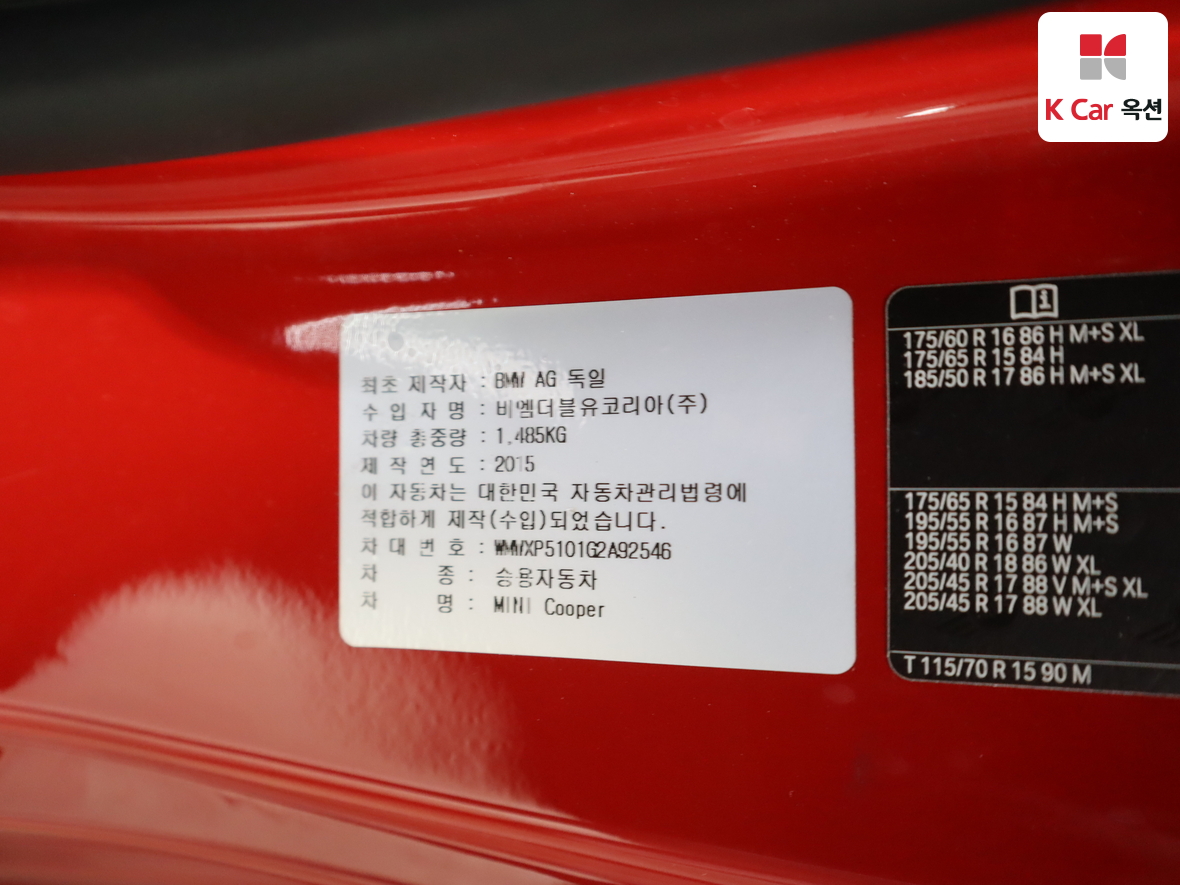 K Car 옥션
최초 제작자 : BMW AG 독일
수 입 자 명 : 비엠더블유코리아(주)
차량 총중량 : 1,485KG
제 작 연 도 : 2015
이 자동차는 대한민국 자동차관리법령에
적합하게 제작(수입)되었습니다.
차 대 번 호 : WMWXP5101G2A92546
차 종 : 승용자동차
차 명 : MINI Cooper
175/60 R 16 86 H M+S XL
175/65 R 15 84 H
185/50 R 17 86 H M+S XL
175/65 R 15 84 H M+S
195/55 R 16 87 H M+S
195/55 R 16 87 W
205/40 R 18 86 W XL
205/45 R 17 88 V M+S XL
205/45 R 17 88 W XL
T 115/70 R 15 90 M